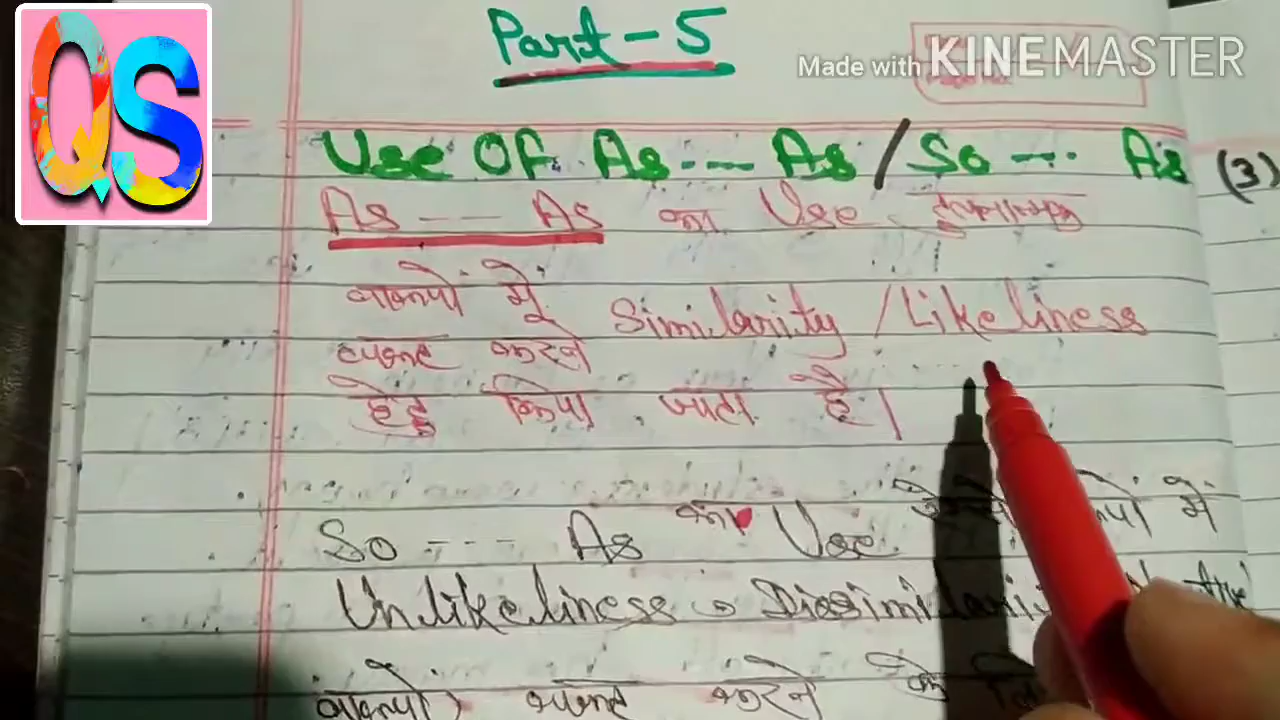 QS
Part-5
Made with KINEMASTER
Use Of As --- As / So --- As (3)
As --- As का Use
वाक्यों में Similarity / Likeliness
व्यक्त करने
हेतु किया जाता है।
So ---- As का Use में
Unlikeliness
वाक्यों व्यक्त करने के